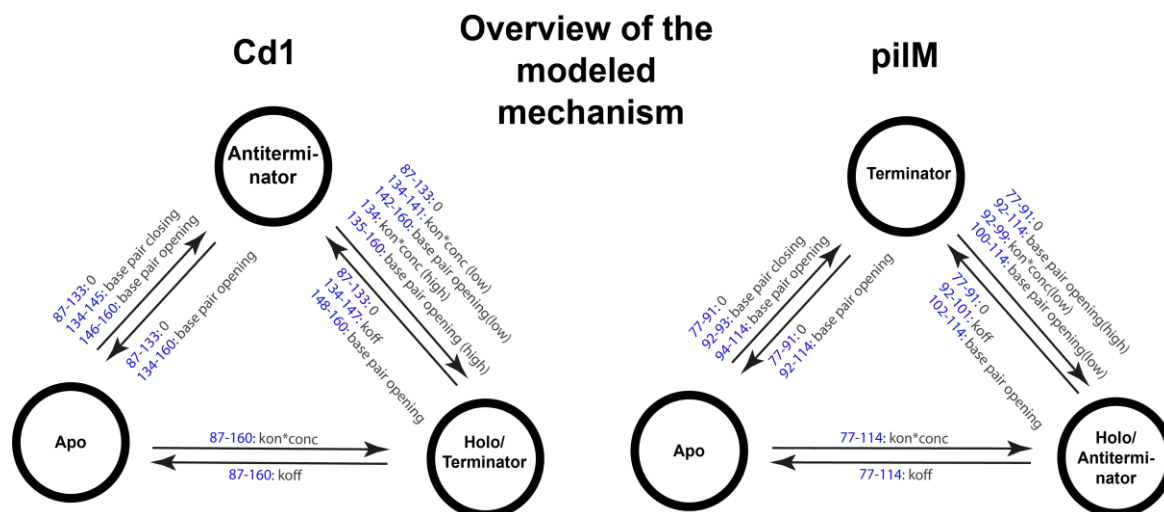 Overview of the
modeled
mechanism
Cd1
Antitermi-
nator
87-133: 0
134-145: base pair closing
146-160: base pair opening
87-133: 0
134-160: base pair opening
87-133: 0
134-141: kon*conc (low)
142-160: base pair opening(low)
134: kon*conc (high)
135-160: base pair opening (high)
87-133: 0
134-147: koff
148-160: base pair opening
Apo
87-160: kon*conc
87-160: koff
Holo/
Terminator
pilM
Terminator
77-91: 0
92-93: base pair closing
94-114: base pair opening
77-91: 0
92-114: base pair opening
77-91: 0
92-114: base pair opening(high)
92-99: kon*conc(low)
100-114: base pair opening(low)
77-91: 0
92-101: koff
102-114: base pair opening
Apo
77-114: kon*conc
77-114: koff
Holo/
Antitermi-
nator